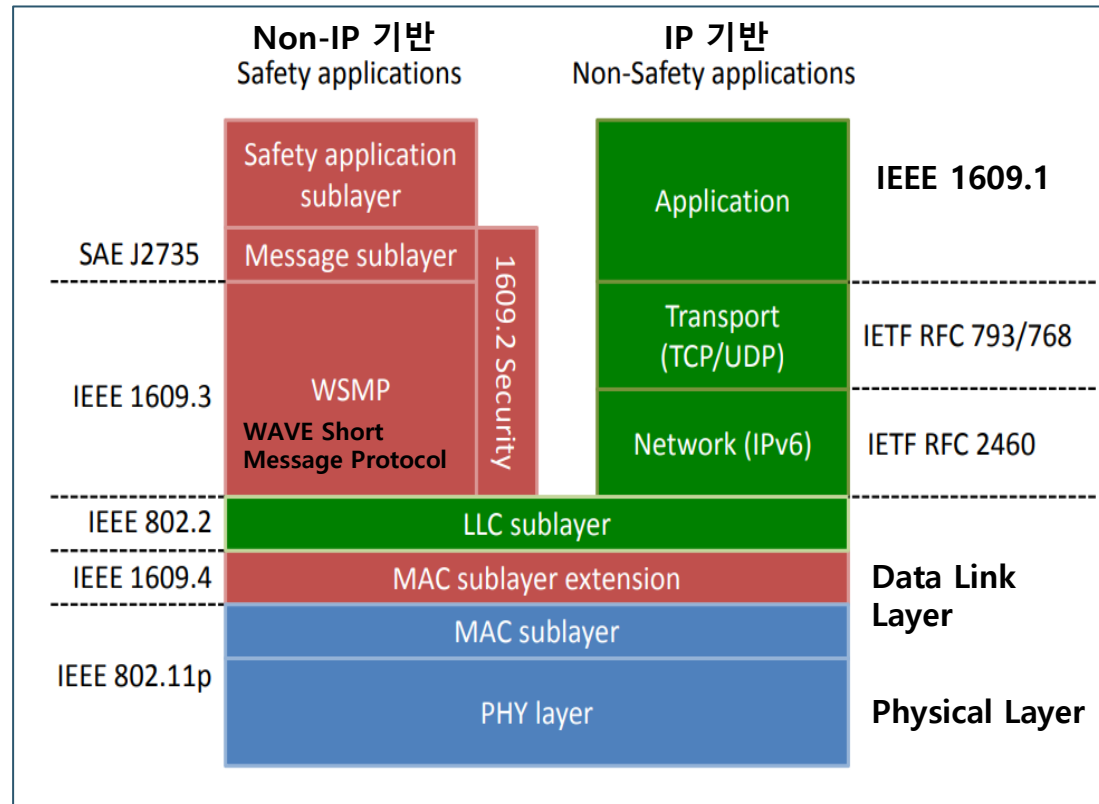 Non-IP 기반
Safety applications
IP 기반
Non-Safety applications
Safety application
sublayer
Application
IEEE 1609.1
SAE J2735
Message sublayer
1609.2 Security
IEEE 1609.3
WSMP
WAVE Short
Message Protocol
Transport
(TCP/UDP)
IETF RFC 793/768
Network (IPv6)
IETF RFC 2460
IEEE 802.2
LLC sublayer
IEEE 1609.4
MAC sublayer extension
Data Link
Layer
MAC sublayer
IEEE 802.11p
PHY layer
Physical Layer